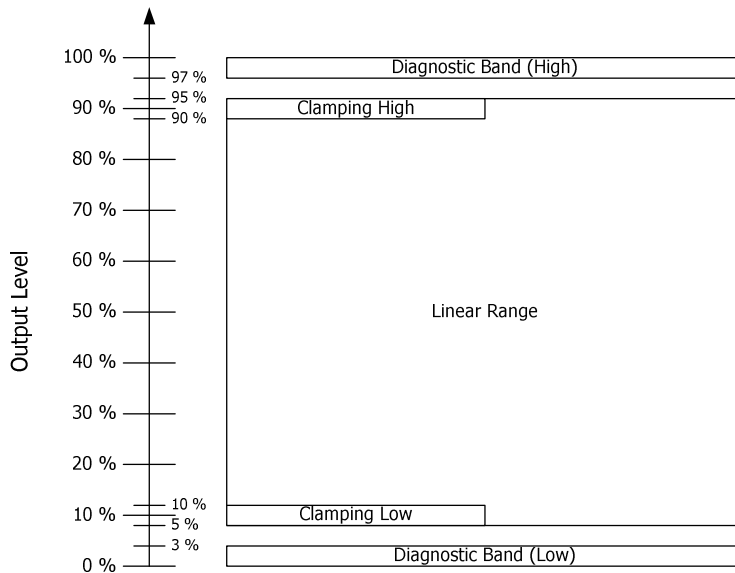 100 %
Diagnostic Band (High)
97 %
95 %
90 %
Clamping High
90 %
80 %
70 %
60 %
50 %
Linear Range
Output Level
40 %
30 %
20 %
10 %
10 %
Clamping Low
5 %
3 %
Diagnostic Band (Low)
0 %